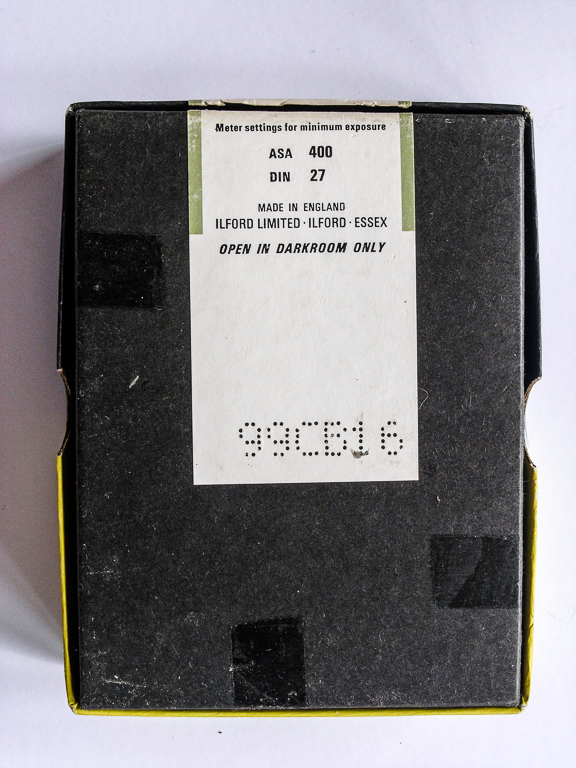 Meter settings for minimum exposure
ASA 400
DIN 27
MADE IN ENGLAND
ILFORD LIMITED · ILFORD · ESSEX
OPEN IN DARKROOM ONLY
99CB16